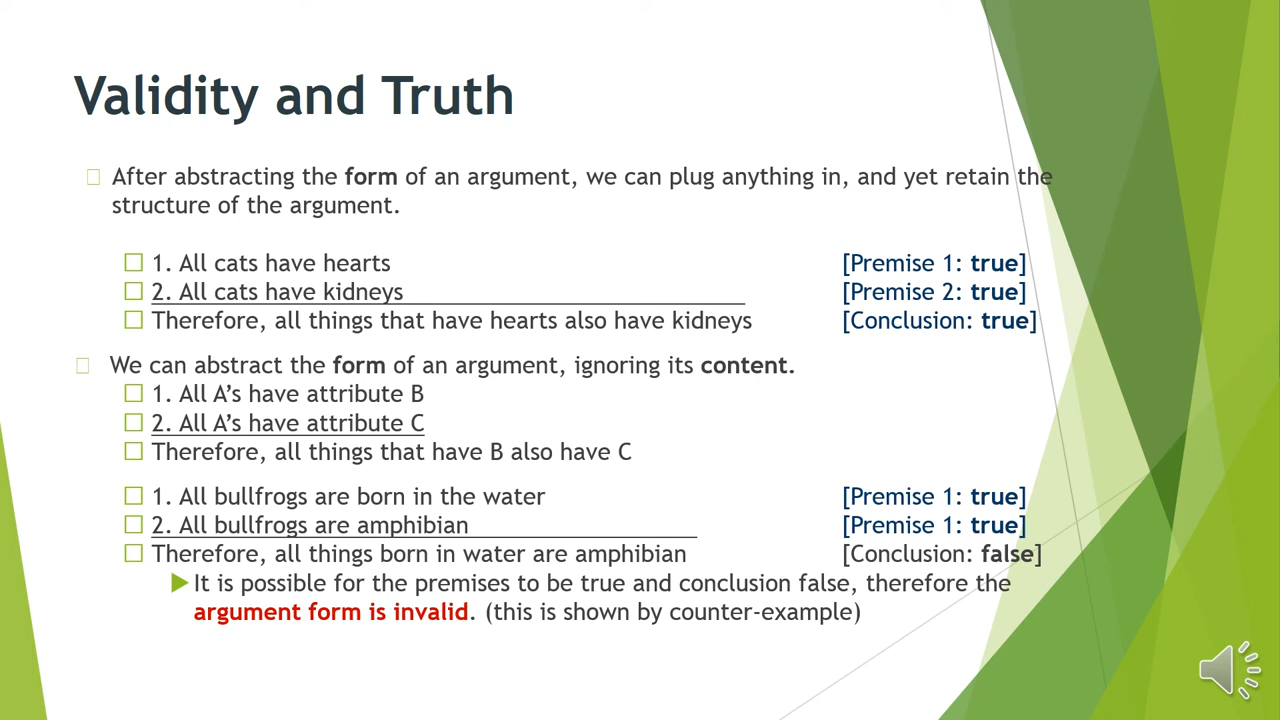 Validity and Truth
After abstracting the form of an argument, we can plug anything in, and yet retain the
structure of the argument.
1. All cats have hearts [Premise 1: true]
2. All cats have kidneys [Premise 2: true]
Therefore, all things that have hearts also have kidneys [Conclusion: true]
We can abstract the form of an argument, ignoring its content.
1. All A’s have attribute B
2. All A’s have attribute C
Therefore, all things that have B also have C
1. All bullfrogs are born in the water [Premise 1: true]
2. All bullfrogs are amphibian [Premise 1: true]
Therefore, all things born in water are amphibian [Conclusion: false]
It is possible for the premises to be true and conclusion false, therefore the
argument form is invalid. (this is shown by counter-example)